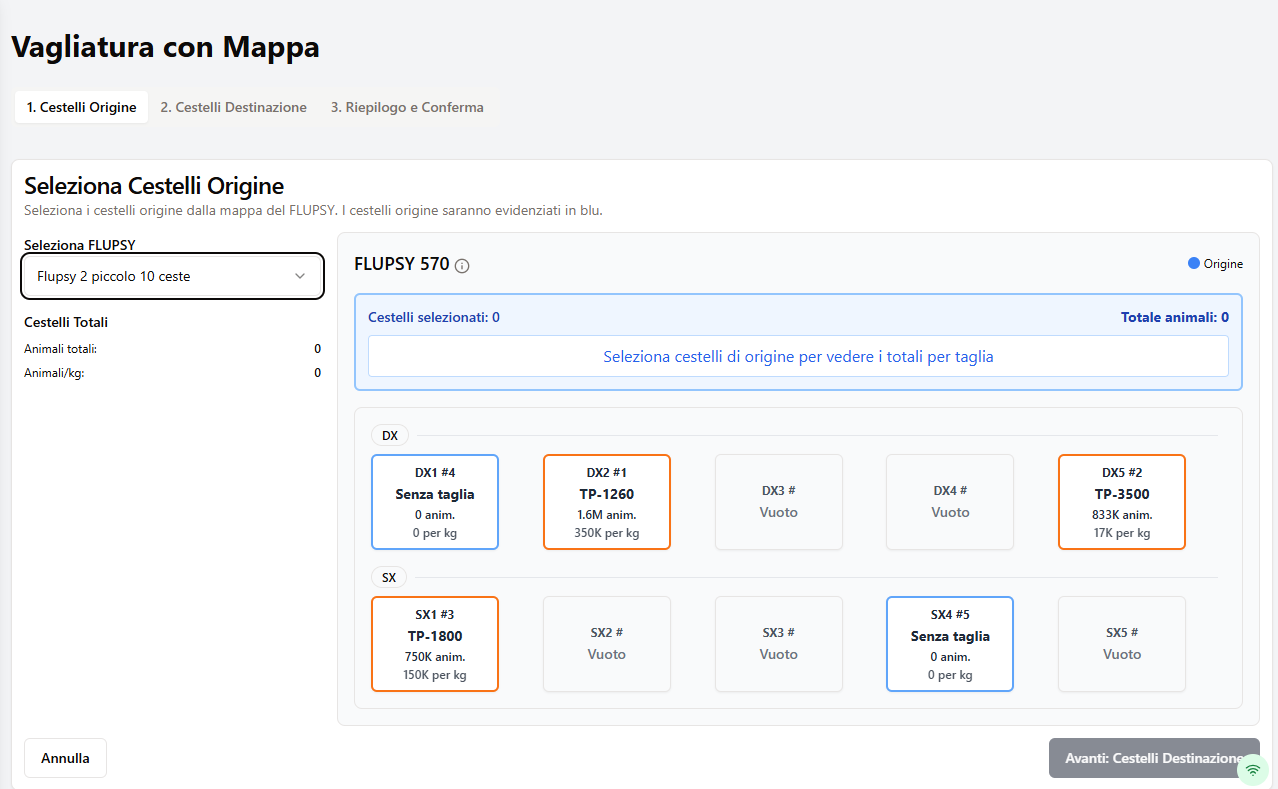 Vagliatura con Mappa
1. Cestelli Origine
2. Cestelli Destinazione
3. Riepilogo e Conferma
Seleziona Cestelli Origine
Seleziona i cestelli origine dalla mappa del FLUPSY. I cestelli origine saranno evidenziati in blu.
Seleziona FLUPSY
Flupsy 2 piccolo 10 ceste
Cestelli Totali
Animali totali: 0
Animali/kg: 0
FLUPSY 570
Origine
Cestelli selezionati: 0
Totale animali: 0
Seleziona cestelli di origine per vedere i totali per taglia
DX
DX1 #4
Senza taglia
0 anim.
0 per kg
DX2 #1
TP-1260
1.6M anim.
350K per kg
DX3 #
Vuoto
DX4 #
Vuoto
DX5 #2
TP-3500
833K anim.
17K per kg
SX
SX1 #3
TP-1800
750K anim.
150K per kg
SX2 #
Vuoto
SX3 #
Vuoto
SX4 #5
Senza taglia
0 anim.
0 per kg
SX5 #
Vuoto
Annulla
Avanti: Cestelli Destinazione